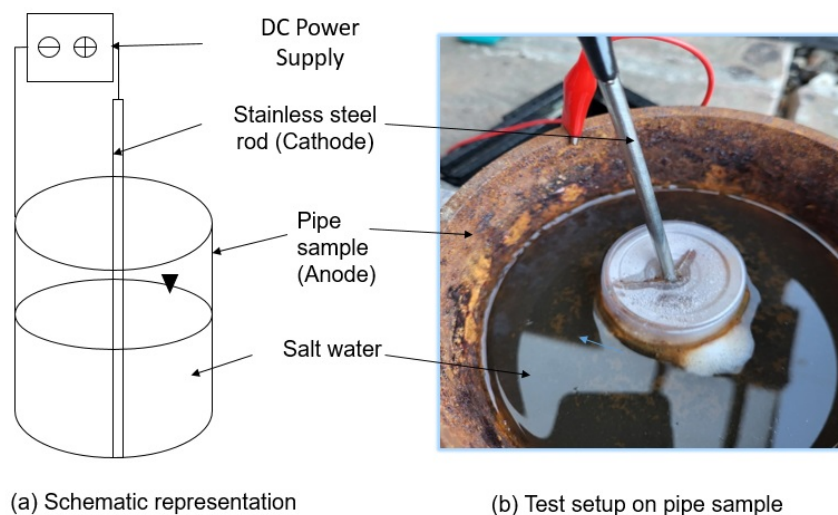 DC Power
Supply
Stainless steel
rod (Cathode)
Pipe
sample
(Anode)
Salt water
(a) Schematic representation
(b) Test setup on pipe sample